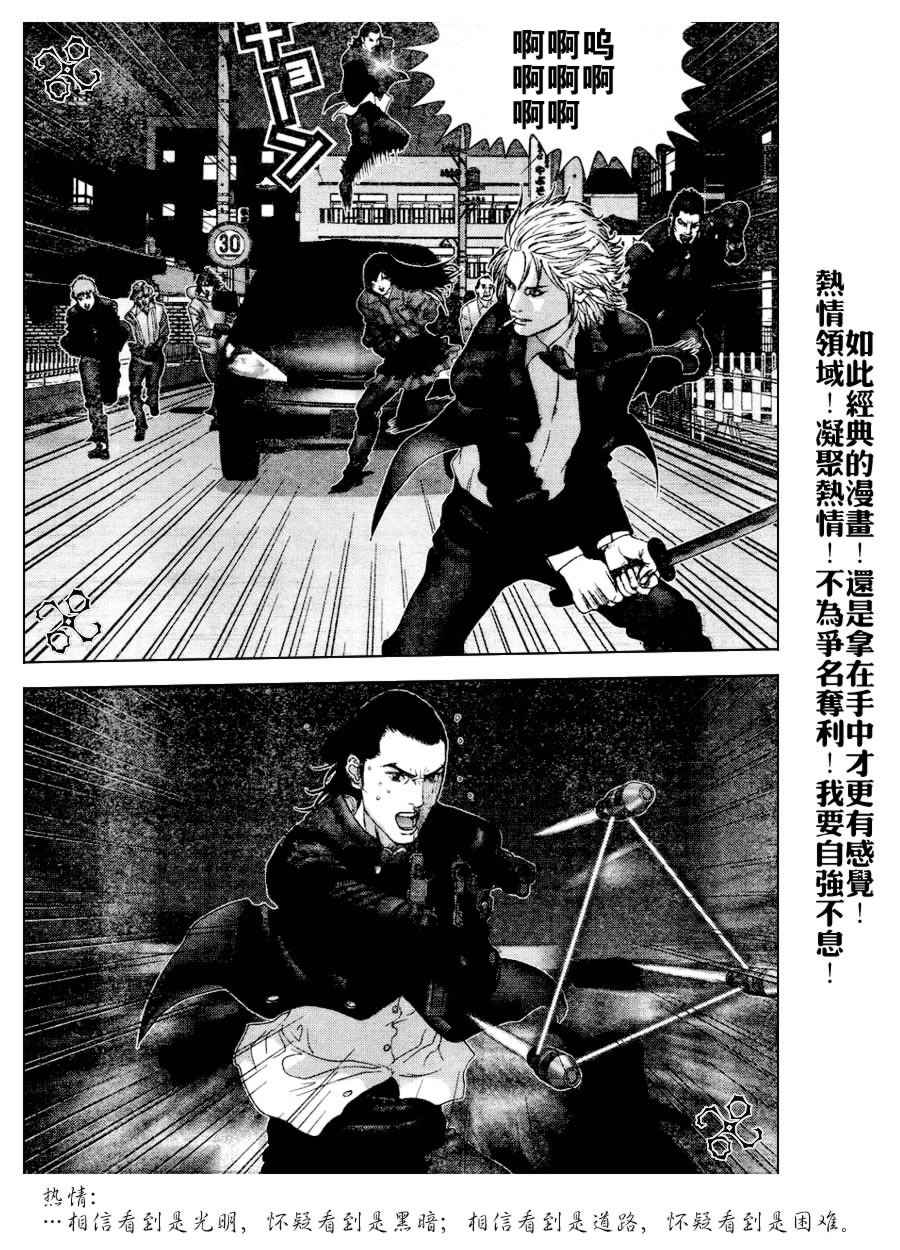 啊啊呜
啊啊啊
啊啊
ギョーン
30
如此經典的漫畫！還是拿在手中才更有感覺！
熱情領域！凝聚熱情！不為爭名奪利！我要自強不息！
热情：
…相信看到是光明，怀疑看到是黑暗；相信看到是道路，怀疑看到是困难。